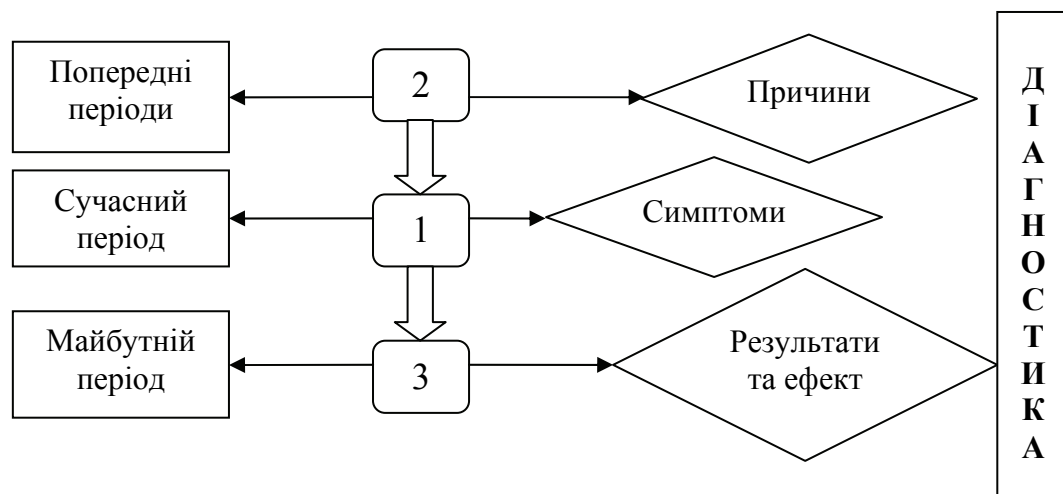 Попередні
періоди
2
Причини
Сучасний
період
1
Симптоми
Майбутній
період
3
Результати
та ефект
Д
І
А
Г
Н
О
С
Т
И
К
А